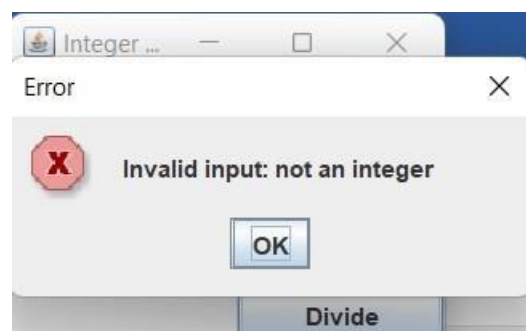 Integer ...
Error
Invalid input: not an integer
OK
Divide